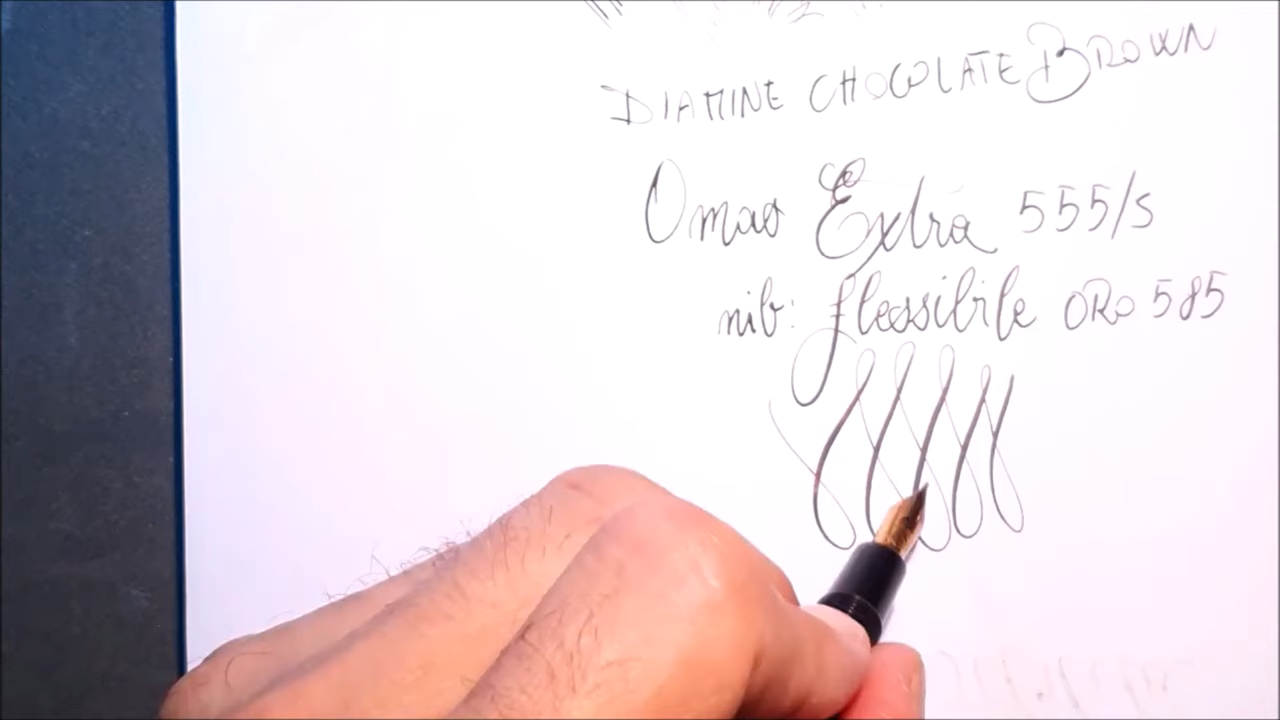 DIAMINE CHOCOLATE BROWN
Omas Extra 555/S
nib: flessibile ORO 585